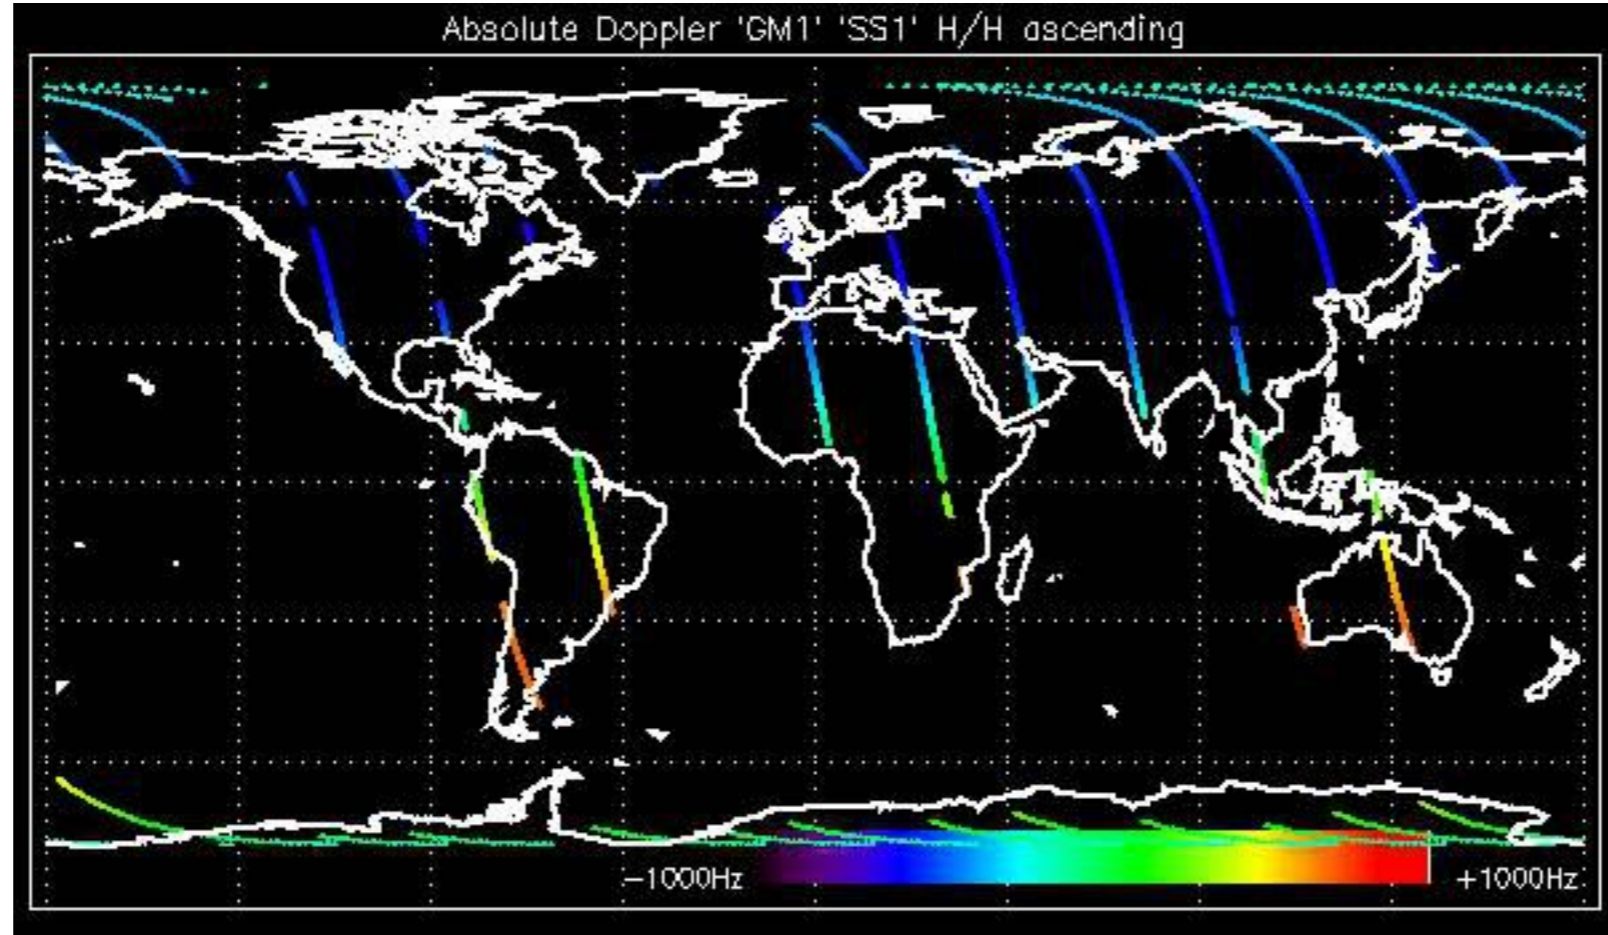 Absolute Doppler 'GM1' 'SS1' H/H ascending
-1000Hz +1000Hz